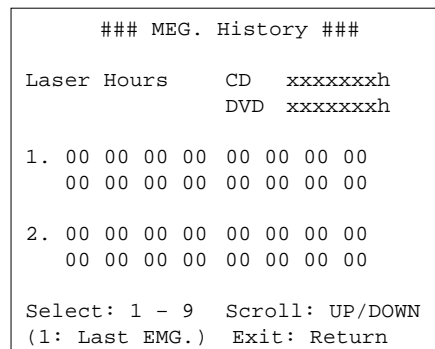 ### MEG. History ###
Laser Hours CD xxxxxxxh
DVD xxxxxxxh
1. 00 00 00 00 00 00 00 00
00 00 00 00 00 00 00 00
2. 00 00 00 00 00 00 00 00
00 00 00 00 00 00 00 00
Select: 1 – 9 Scroll: UP/DOWN
(1: Last EMG.) Exit: Return